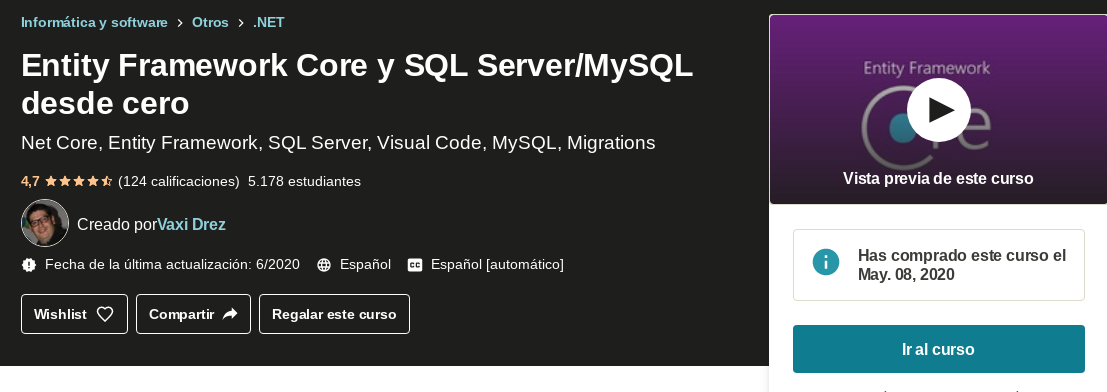 Informática y software > Otros > .NET
Entity Framework Core y SQL Server/MySQL
desde cero
Net Core, Entity Framework, SQL Server, Visual Code, MySQL, Migrations
4,7 (124 calificaciones) 5.178 estudiantes
Creado porVaxi Drez
Fecha de la última actualización: 6/2020 Español CC Español [automático]
Wishlist Compartir Regalar este curso
Entity Framework
Core
Vista previa de este curso
Has comprado este curso el
May. 08, 2020
Ir al curso